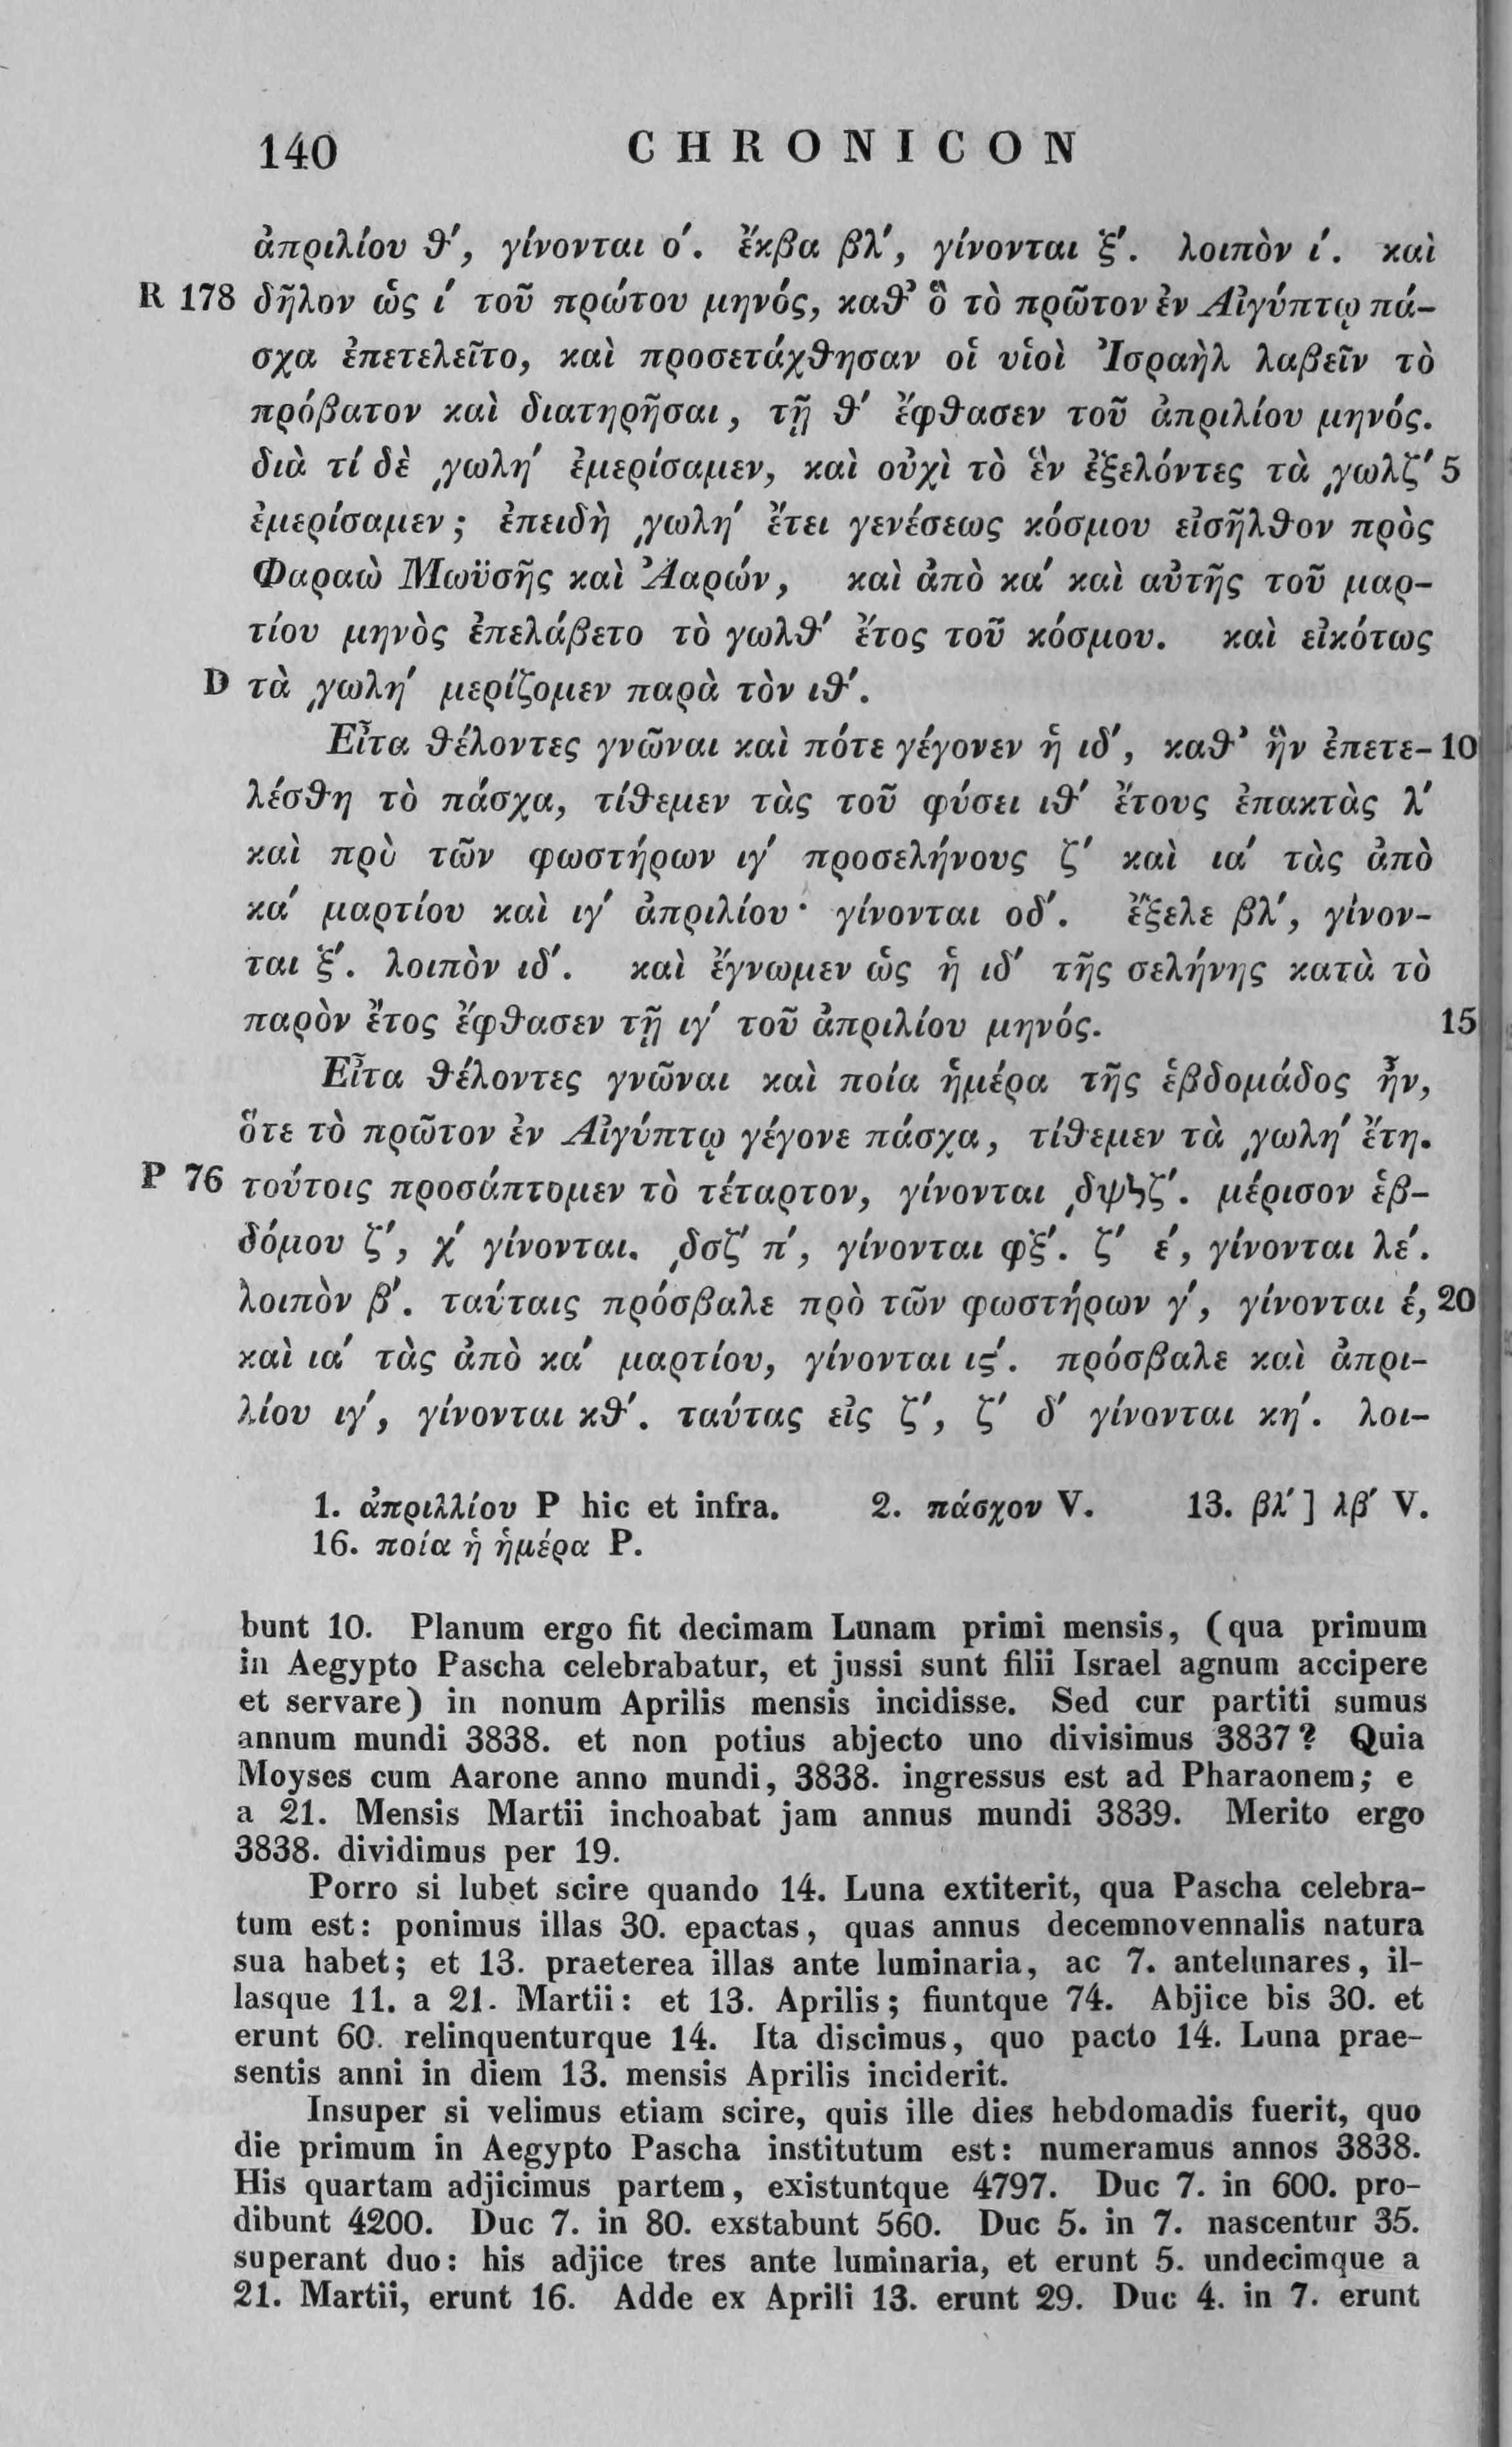 140 CHRONICON
ἀπριλίου θ′, γίνονται ο′. ἔκβα βλ′, γίνονται ξ′. λοιπὸν ι′. καὶ
R 178 δῆλον ὡς ι′ τοῦ πρώτου μηνός, καθ’ ὃ τὸ πρῶτον ἐν Αἰγύπτῳ πά-
σχα ἐπετελεῖτο, καὶ προσετάχθησαν οἱ υἱοὶ Ἰσραὴλ λαβεῖν τὸ
πρόβατον καὶ διατηρῆσαι, τῇ θ′ ἔφθασεν τοῦ ἀπριλίου μηνός.
διὰ τί δὲ ͵γωλη′ ἐμερίσαμεν, καὶ οὐχὶ τὸ ἓν ἐξελόντες τὰ ͵γωλζ′ 5
ἐμερίσαμεν; ἐπειδὴ ͵γωλη′ ἔτει γενέσεως κόσμου εἰσῆλθον πρὸς
Φαραὼ Μωϋσῆς καὶ Ἀαρών, καὶ ἀπὸ κα′ καὶ αὐτῆς τοῦ μαρ-
τίου μηνὸς ἐπελάβετο τὸ γωλθ′ ἔτος τοῦ κόσμου. καὶ εἰκότως
D τὰ ͵γωλη′ μερίζομεν παρὰ τὸν ιθ′.
Εἶτα θέλοντες γνῶναι καὶ πότε γέγονεν ἡ ιδ′, καθ’ ἣν ἐπετε- 10
λέσθη τὸ πάσχα, τίθεμεν τὰς τοῦ φύσει ιθ′ ἔτους ἐπακτὰς λ′
καὶ πρὸ τῶν φωστήρων ιγ′ προσελήνους ζ′ καὶ ια′ τὰς ἀπὸ
κα′ μαρτίου καὶ ιγ′ ἀπριλίου· γίνονται οδ′. ἔξελε βλ′, γίνον-
ται ξ′. λοιπὸν ιδ′. καὶ ἔγνωμεν ὡς ἡ ιδ′ τῆς σελήνης κατὰ τὸ
παρὸν ἔτος ἔφθασεν τῇ ιγ′ τοῦ ἀπριλίου μηνός. 15
Εἶτα θέλοντες γνῶναι καὶ ποία ἡμέρα τῆς ἑβδομάδος ἦν,
ὅτε τὸ πρῶτον ἐν Αἰγύπτῳ γέγονε πάσχα, τίθεμεν τὰ ͵γωλη′ ἔτη.
P 76 τούτοις προσάπτομεν τὸ τέταρτον, γίνονται ͵δψϟζ′. μέρισον ἑβ-
δόμου ζ′, χ′ γίνονται. ͵δσζ′ π′, γίνονται φξ′. ζ′ ε′, γίνονται λε′.
λοιπὸν β′. ταύταις πρόσβαλε πρὸ τῶν φωστήρων γ′, γίνονται έ, 20
καὶ ια′ τὰς ἀπὸ κα′ μαρτίου, γίνονται ις′. πρόσβαλε καὶ ἀπρι-
λίου ιγ′, γίνονται κθ′. ταύτας εἰς ζ′, ζ′ δ′ γίνονται κη′. λοι-
1. ἀπριλλίου P hic et infra. 2. πάσχον V. 13. βλ′] λβ′ V.
16. ποία ἡ ἡμέρα P.
bunt 10. Planum ergo fit decimam Lunam primi mensis, (qua primum
in Aegypto Pascha celebrabatur, et jussi sunt filii Israel agnum accipere
et servare) in nonum Aprilis mensis incidisse. Sed cur partiti sumus
annum mundi 3838. et non potius abjecto uno divisimus 3837? Quia
Moyses cum Aarone anno mundi, 3838. ingressus est ad Pharaonem; e
a 21. Mensis Martii inchoabat jam annus mundi 3839. Merito ergo
3838. dividimus per 19.
Porro si lubet scire quando 14. Luna extiterit, qua Pascha celebra-
tum est: ponimus illas 30. epactas, quas annus decemnovennalis natura
sua habet; et 13. praeterea illas ante luminaria, ac 7. antelunares, il-
lasque 11. a 21. Martii: et 13. Aprilis; fiuntque 74. Abjice bis 30. et
erunt 60. relinquenturque 14. Ita discimus, quo pacto 14. Luna prae-
sentis anni in diem 13. mensis Aprilis inciderit.
Insuper si velimus etiam scire, quis ille dies hebdomadis fuerit, quo
die primum in Aegypto Pascha institutum est: numeramus annos 3838.
His quartam adjicimus partem, existuntque 4797. Duc 7. in 600. pro-
dibunt 4200. Duc 7. in 80. exstabunt 560. Duc 5. in 7. nascentur 35.
superant duo: his adjice tres ante luminaria, et erunt 5. undecimque a
21. Martii, erunt 16. Adde ex Aprili 13. erunt 29. Duc 4. in 7. erunt